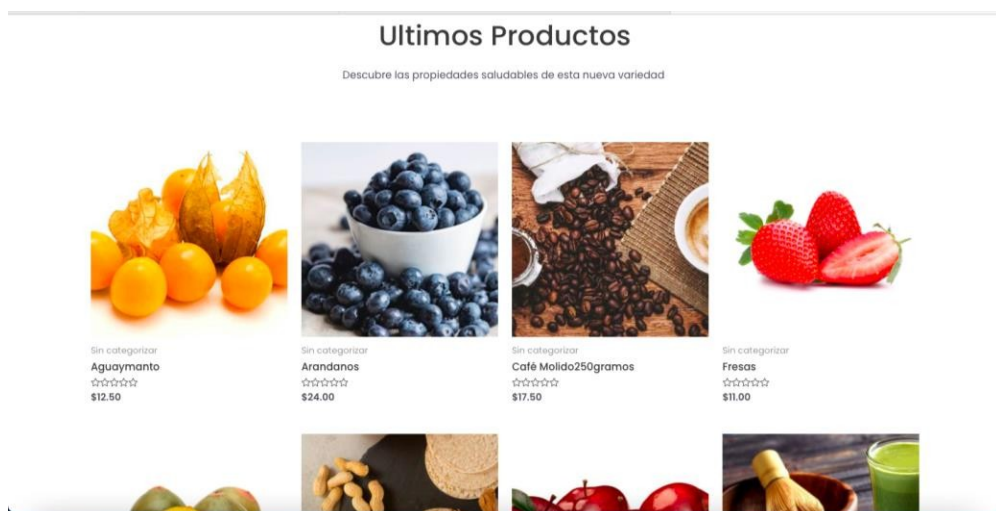 Ultimos Productos
Descubre las propiedades saludables de esta nueva variedad
Sin categorizar
Aguaymanto
$12.50
Sin categorizar
Arandanos
$24.00
Sin categorizar
Café Molido250gramos
$17.50
Sin categorizar
Fresas
$11.00